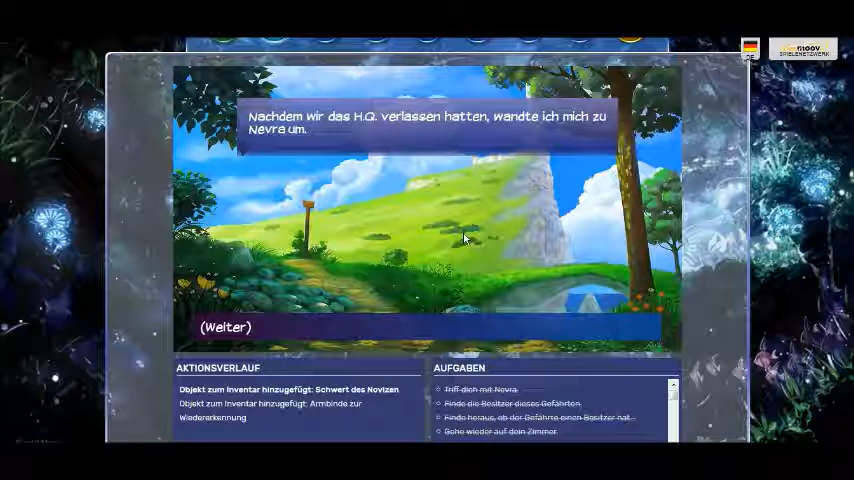 DE
SPIELENETZWERK
Nachdem wir das H.Q. verlassen hatten, wandte ich mich zu
Nevra um.
(Weiter)
AKTIONSVERLAUF
Objekt zum Inventar hinzugefügt: Schwert des Novizen
Objekt zum Inventar hinzugefügt: Armbinde zur
Wiedererkennung
AUFGABEN
Triff dich mit Nevra.
Finde die Besitzer dieses Gefährten.
Finde heraus, ob der Gefährte einen Besitzer hat...
Gehe wieder auf dein Zimmer.